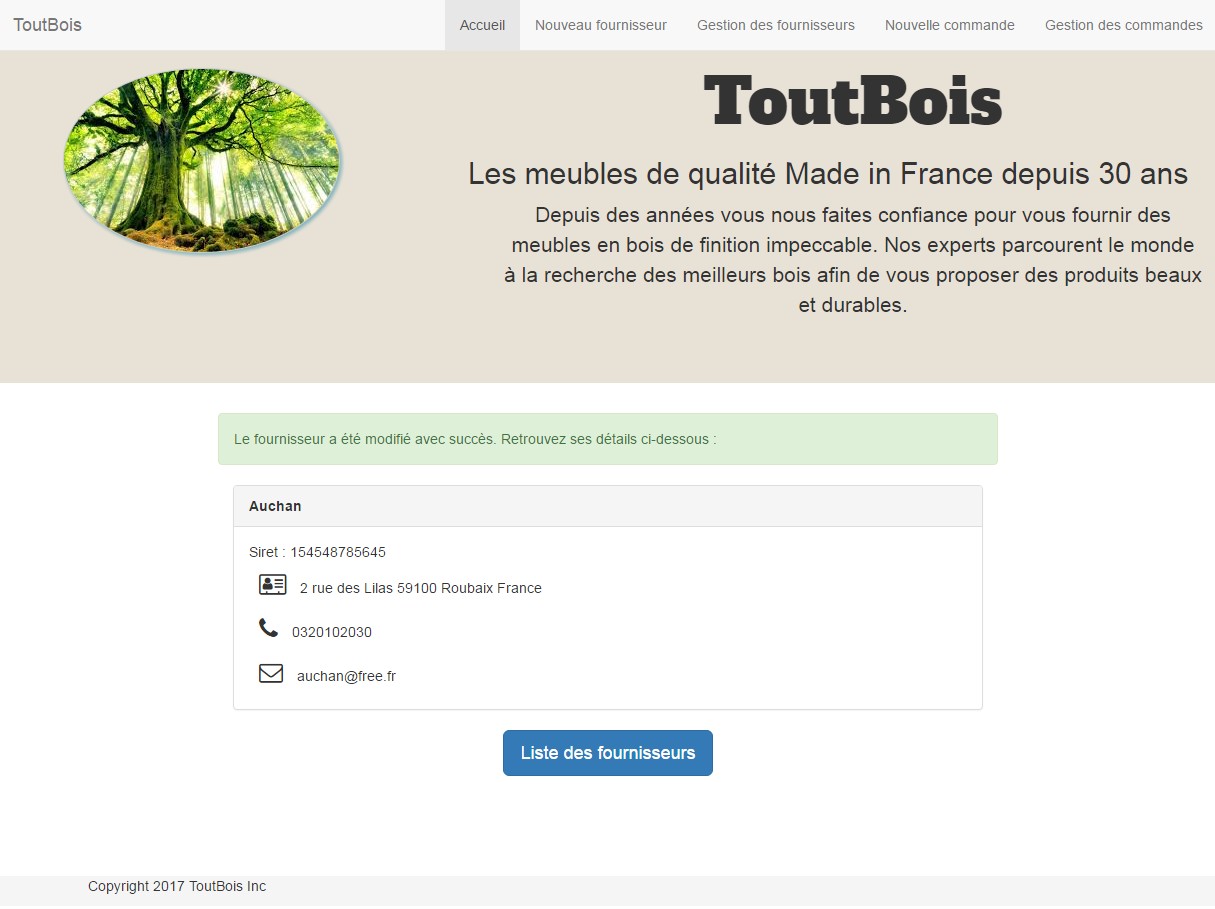 ToutBois
Accueil
Nouveau fournisseur
Gestion des fournisseurs
Nouvelle commande
Gestion des commandes
ToutBois
Les meubles de qualité Made in France depuis 30 ans
Depuis des années vous nous faites confiance pour vous fournir des
meubles en bois de finition impeccable. Nos experts parcourent le monde
à la recherche des meilleurs bois afin de vous proposer des produits beaux
et durables.
Le fournisseur a été modifié avec succès. Retrouvez ses détails ci-dessous :
Auchan
Siret : 154548785645
2 rue des Lilas 59100 Roubaix France
0320102030
auchan@free.fr
Liste des fournisseurs
Copyright 2017 ToutBois Inc